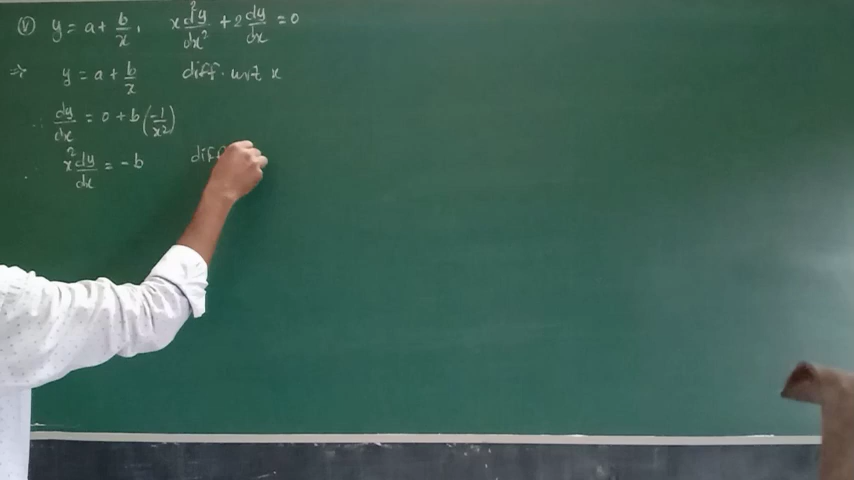 (V) y = a + b/x, x d²y/dx² + 2 dy/dx = 0
⇒ y = a + b/x diff. w.r.t x
∴ dy/dx = 0 + b(-1/x²)
∴ x² dy/dx = -b diff